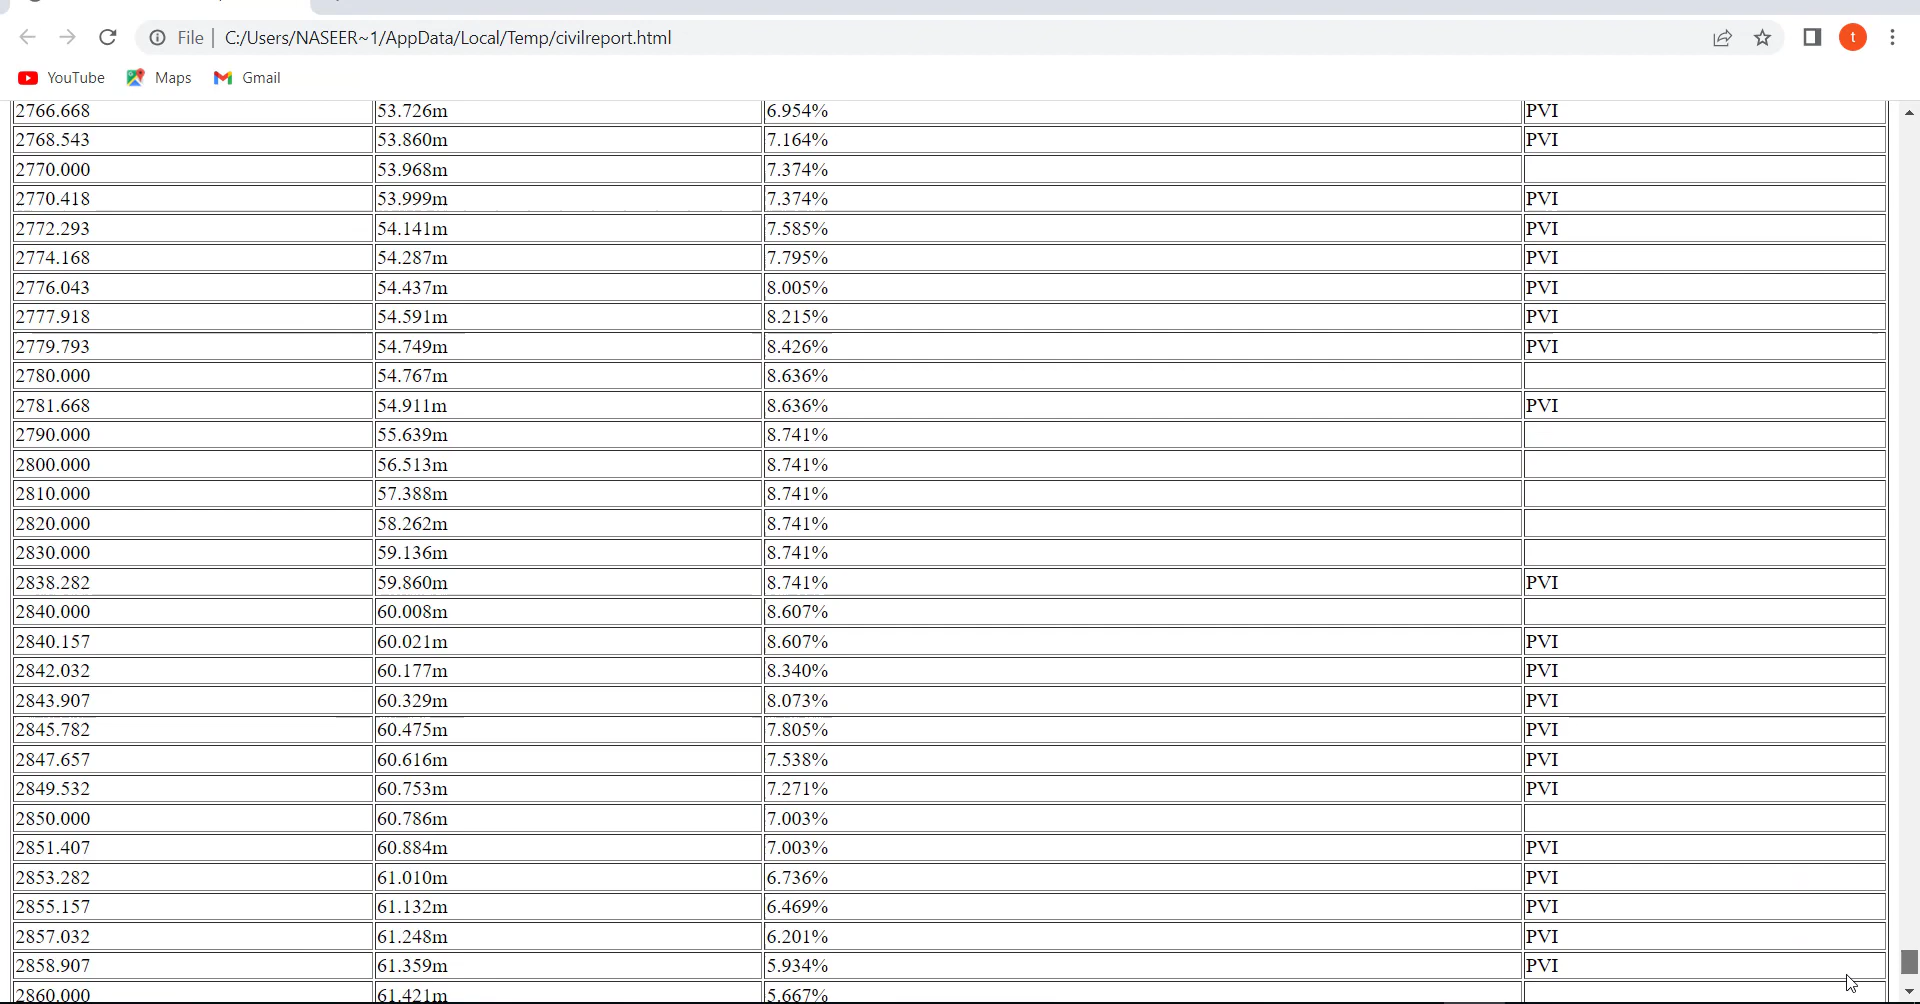 File | C:/Users/NASEER~1/AppData/Local/Temp/civilreport.html
t
YouTube Maps Gmail
2766.668 53.726m 6.954% PVI
2768.543 53.860m 7.164% PVI
2770.000 53.968m 7.374%
2770.418 53.999m 7.374% PVI
2772.293 54.141m 7.585% PVI
2774.168 54.287m 7.795% PVI
2776.043 54.437m 8.005% PVI
2777.918 54.591m 8.215% PVI
2779.793 54.749m 8.426% PVI
2780.000 54.767m 8.636%
2781.668 54.911m 8.636% PVI
2790.000 55.639m 8.741%
2800.000 56.513m 8.741%
2810.000 57.388m 8.741%
2820.000 58.262m 8.741%
2830.000 59.136m 8.741%
2838.282 59.860m 8.741% PVI
2840.000 60.008m 8.607%
2840.157 60.021m 8.607% PVI
2842.032 60.177m 8.340% PVI
2843.907 60.329m 8.073% PVI
2845.782 60.475m 7.805% PVI
2847.657 60.616m 7.538% PVI
2849.532 60.753m 7.271% PVI
2850.000 60.786m 7.003%
2851.407 60.884m 7.003% PVI
2853.282 61.010m 6.736% PVI
2855.157 61.132m 6.469% PVI
2857.032 61.248m 6.201% PVI
2858.907 61.359m 5.934% PVI
2860.000 61.421m 5.667%